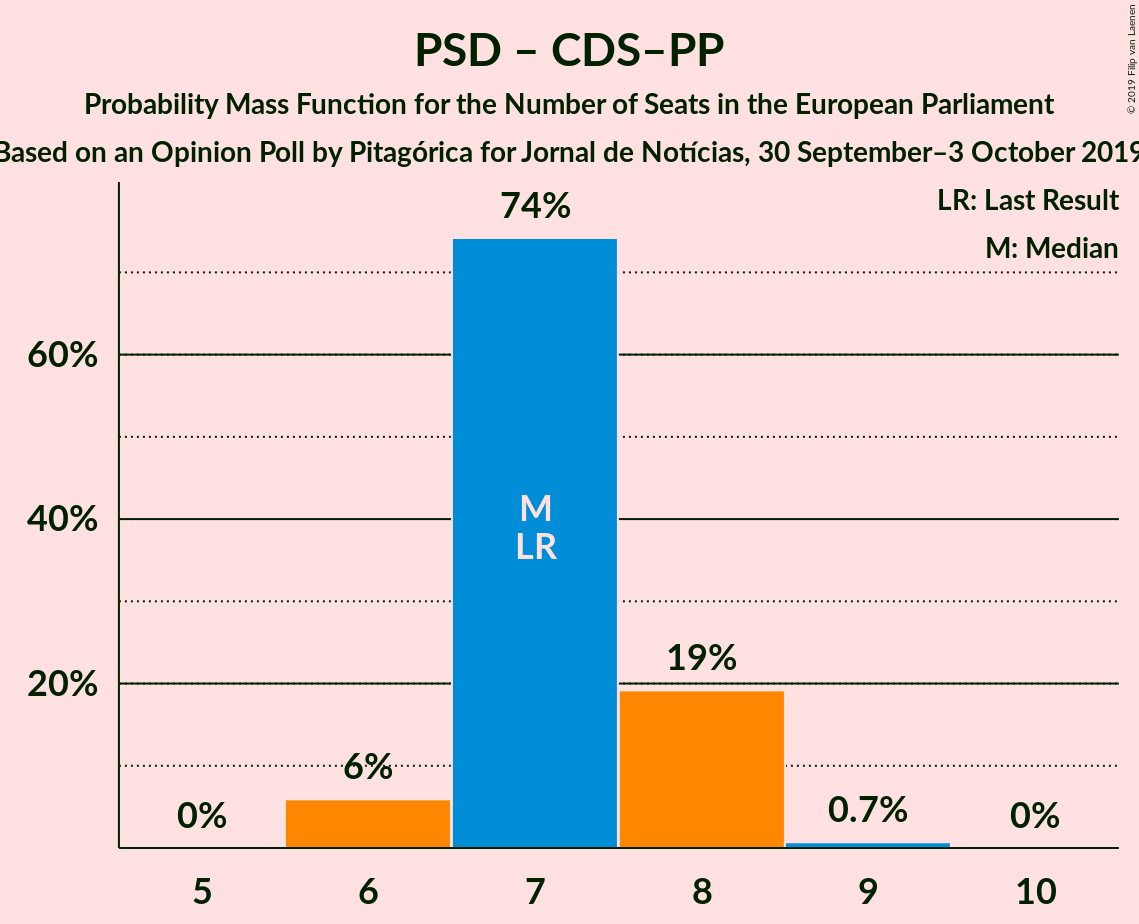 PSD – CDS–PP
Probability Mass Function for the Number of Seats in the European Parliament
Based on an Opinion Poll by Pitagórica for Jornal de Notícias, 30 September–3 October 2019
© 2019 Filip van Laenen
LR: Last Result
M: Median
74%
60%
M
40%
LR
19%
20%
6%
0%
0.7%
0%
5 6 7 8 9 10